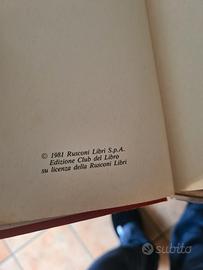 © 1981 Rusconi Libri S.p.A.
Edizione Club del Libro
su licenza della Rusconi Libri
subito